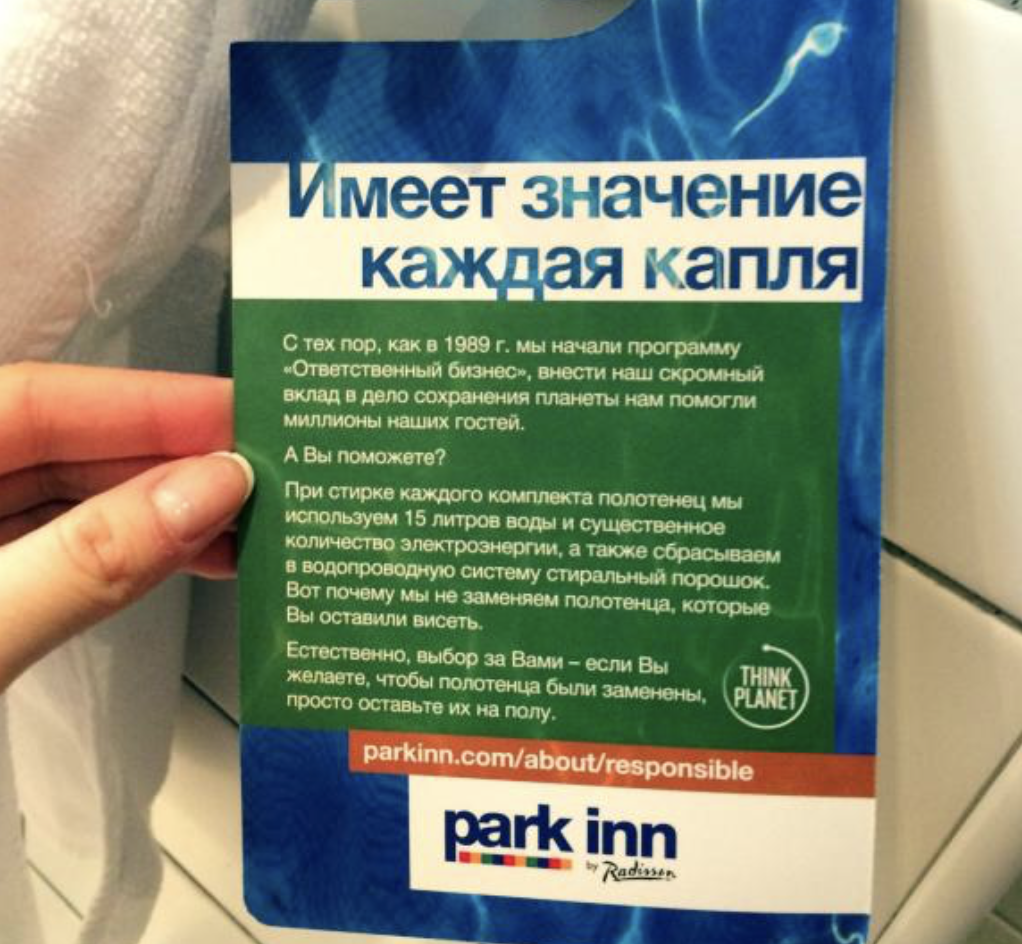 Имеет значение
каждая капля
С тех пор, как в 1989 г. мы начали программу
«Ответственный бизнес», внести наш скромный
вклад в дело сохранения планеты нам помогли
миллионы наших гостей.
А Вы поможете?
При стирке каждого комплекта полотенец мы
используем 15 литров воды и существенное
количество электроэнергии, а также сбрасываем
в водопроводную систему стиральный порошок.
Вот почему мы не заменяем полотенца, которые
Вы оставили висеть.
Естественно, выбор за Вами – если Вы
желаете, чтобы полотенца были заменены,
просто оставьте их на полу.
THINK
PLANET
parkinn.com/about/responsible
park inn
by Radisson